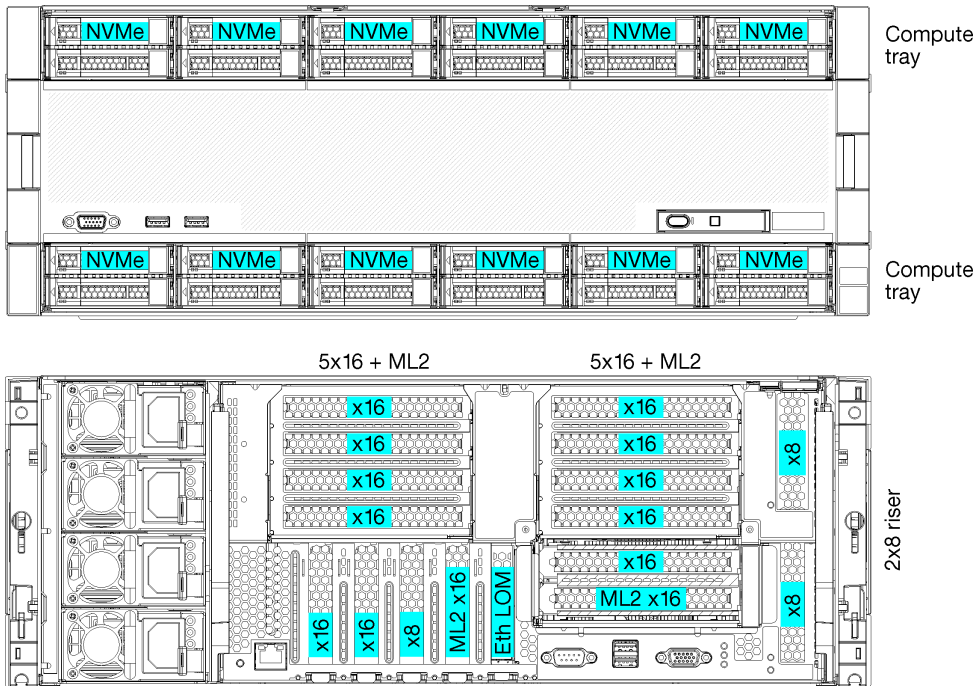 NVMe NVMe NVMe NVMe NVMe NVMe
Compute
tray
NVMe NVMe NVMe NVMe NVMe NVMe
Compute
tray
5x16 + ML2
5x16 + ML2
x16
x16
x16
x16
x16
x16
x16
x16
x8
x16
ML2 x16
x8
x16
x16
x8
ML2 x16
Eth LOM
2x8 riser